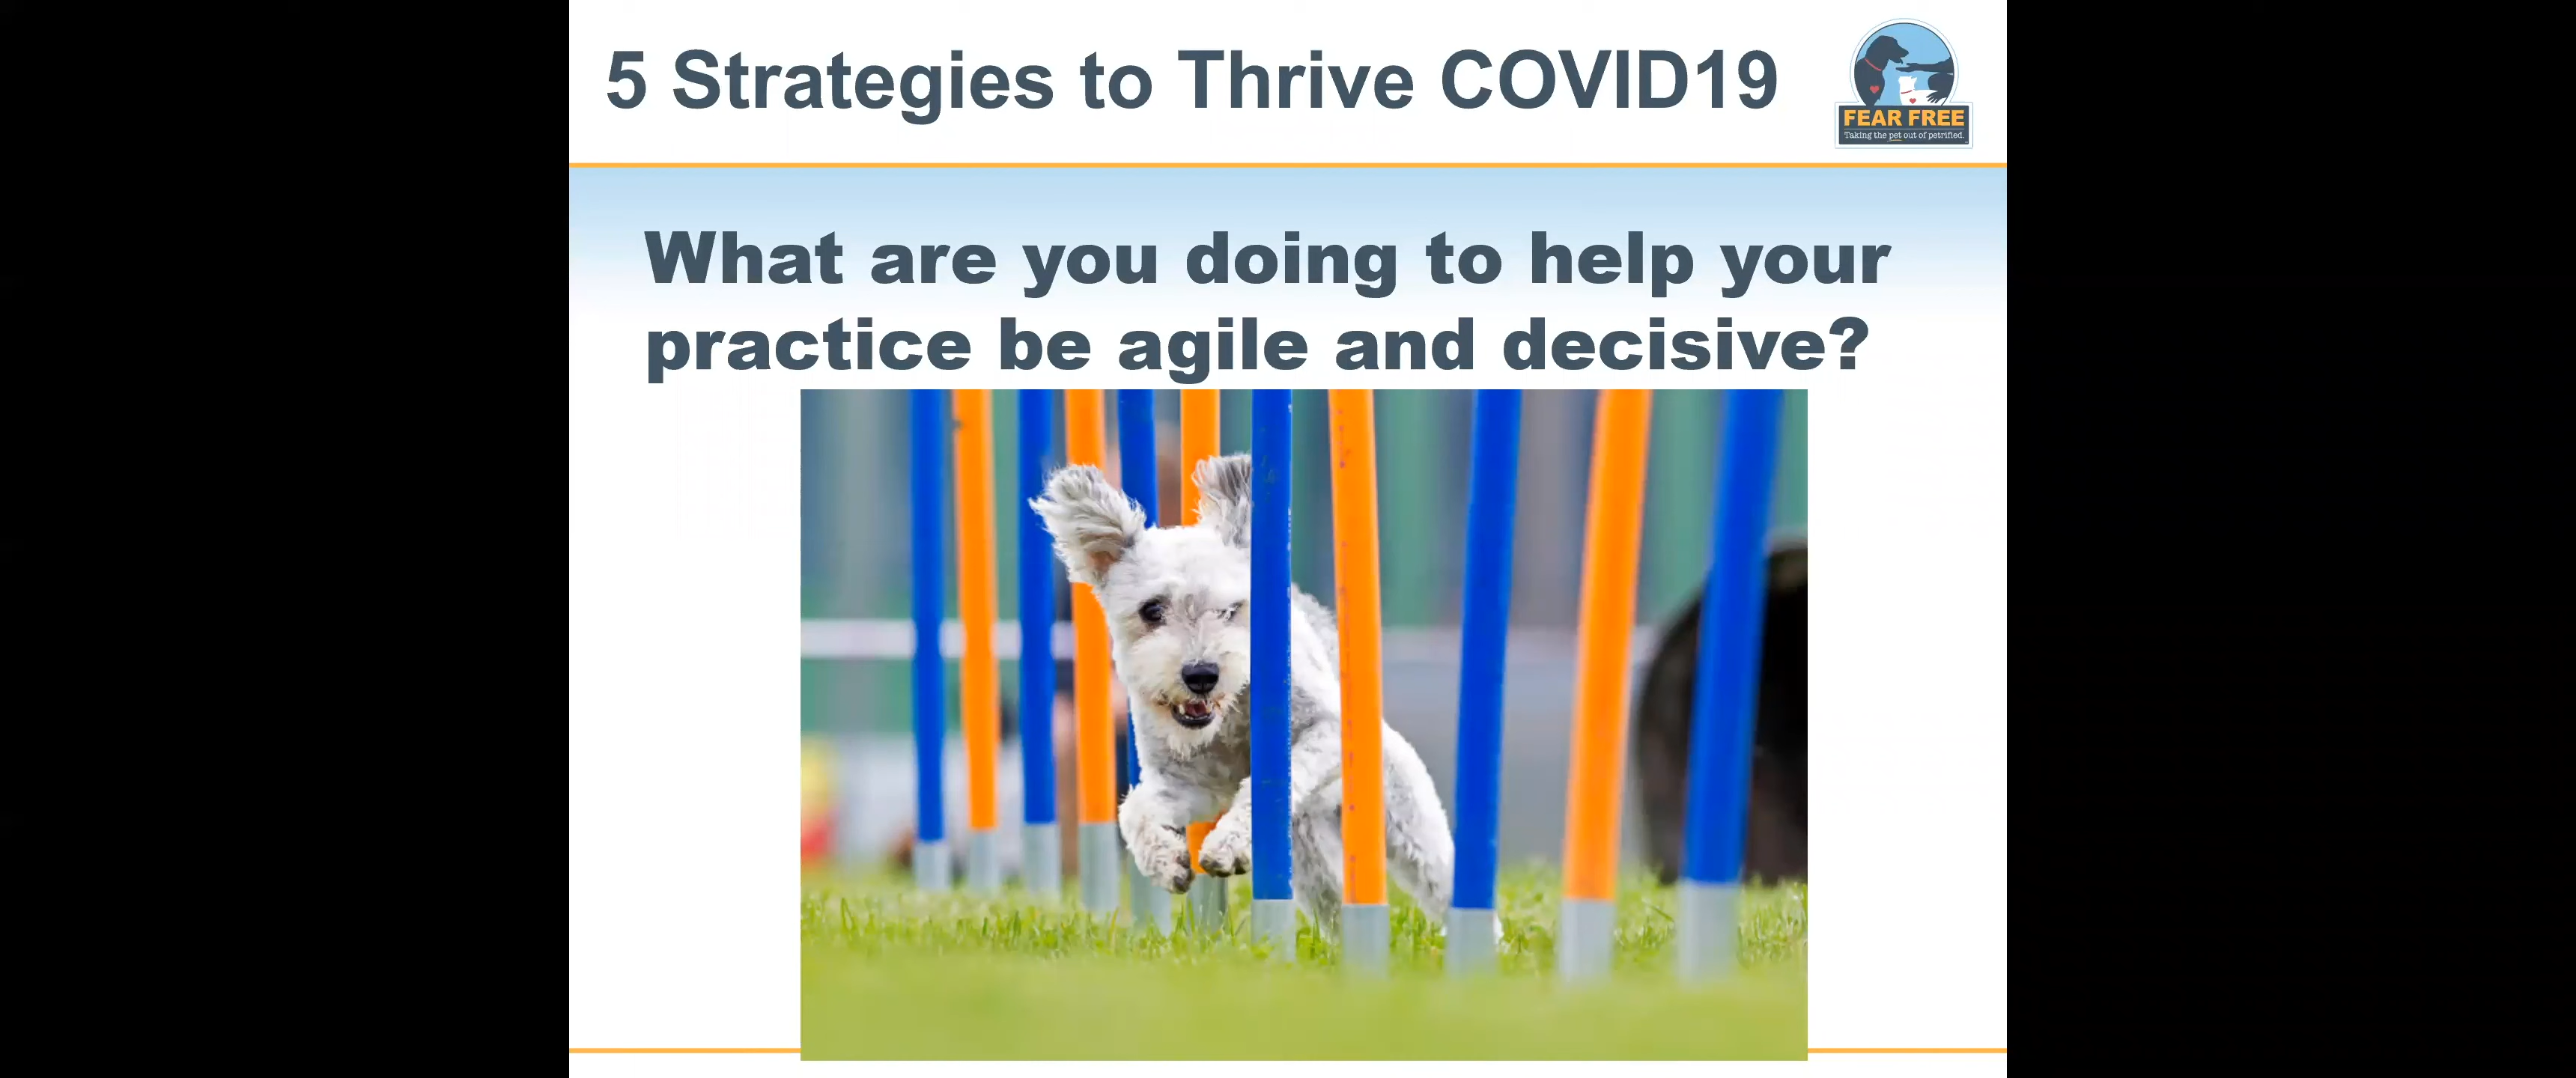 5 Strategies to Thrive COVID19
FEAR FREE
Taking the pet out of petrified.
What are you doing to help your
practice be agile and decisive?